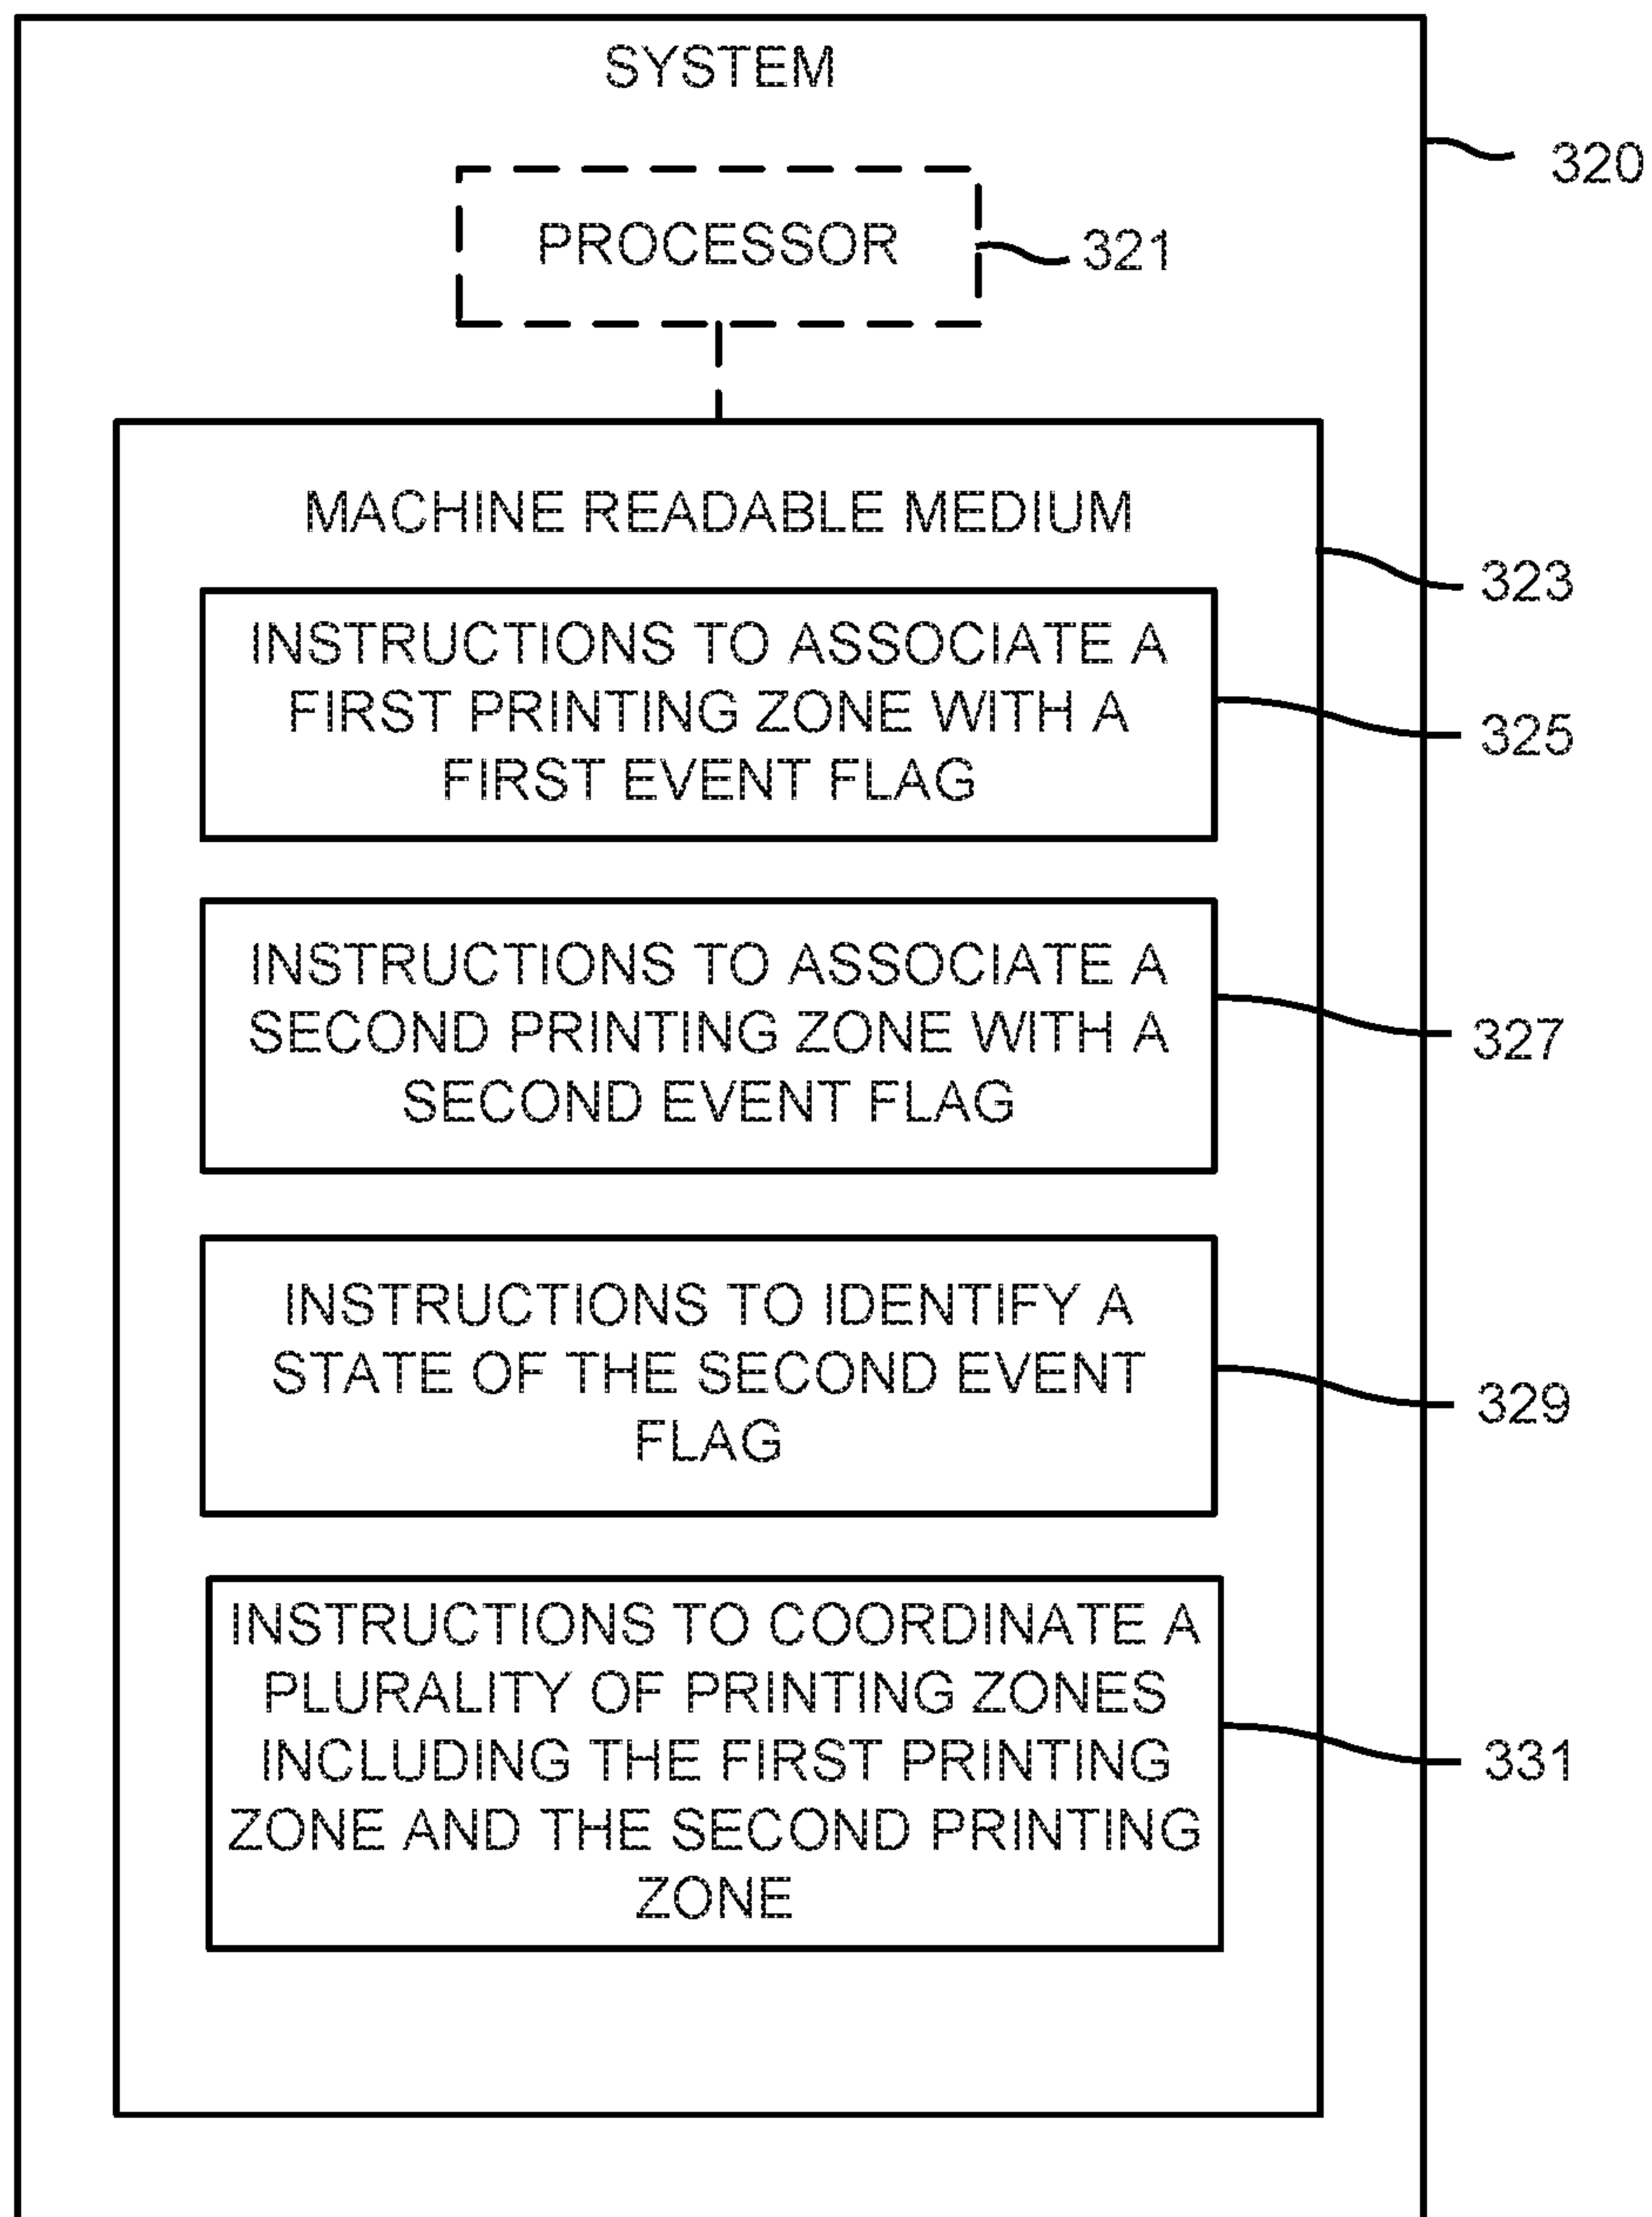 SYSTEM
320
PROCESSOR
321
MACHINE READABLE MEDIUM
323
INSTRUCTIONS TO ASSOCIATE A
FIRST PRINTING ZONE WITH A
FIRST EVENT FLAG
325
INSTRUCTIONS TO ASSOCIATE A
SECOND PRINTING ZONE WITH A
SECOND EVENT FLAG
327
INSTRUCTIONS TO IDENTIFY A
STATE OF THE SECOND EVENT
FLAG
329
INSTRUCTIONS TO COORDINATE A
PLURALITY OF PRINTING ZONES
INCLUDING THE FIRST PRINTING
ZONE AND THE SECOND PRINTING
ZONE
331